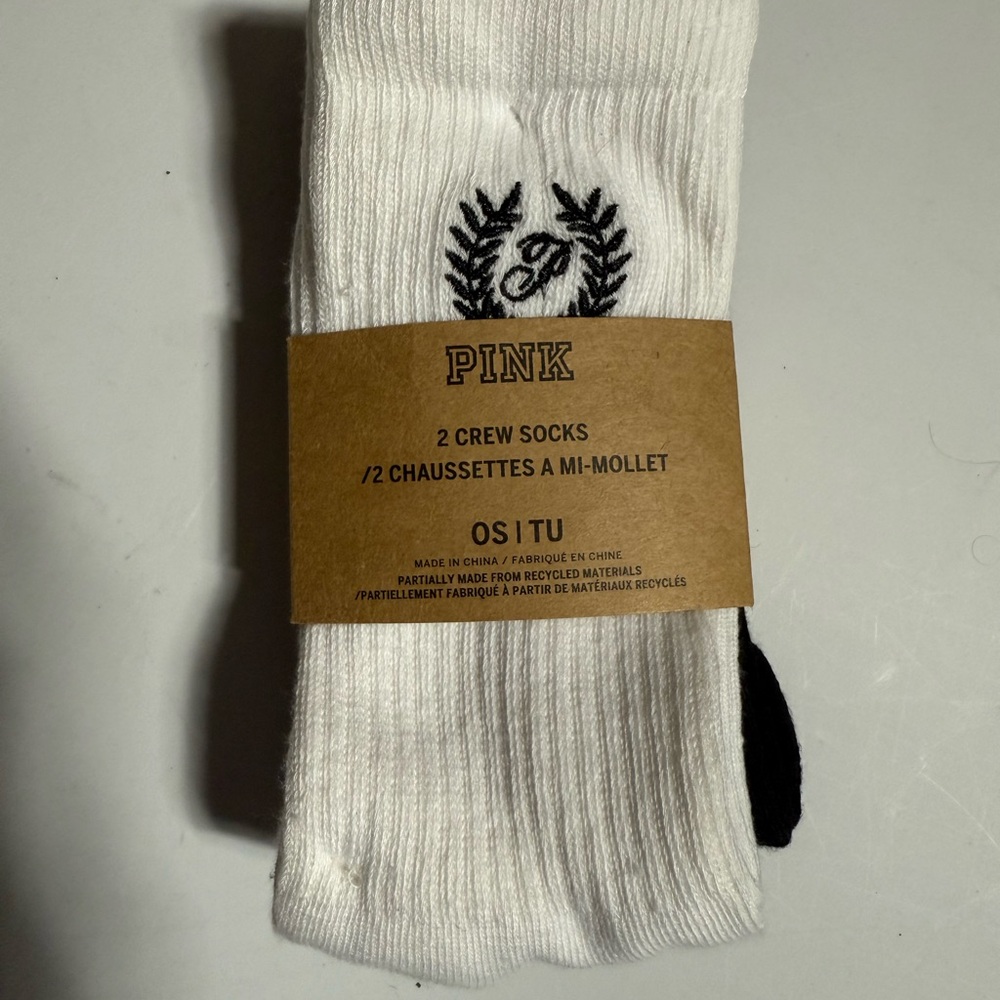 P
PINK
2 CREW SOCKS
/2 CHAUSSETTES A MI-MOLLET
OS | TU
MADE IN CHINA / FABRIQUÉ EN CHINE
PARTIALLY MADE FROM RECYCLED MATERIALS
/PARTIELLEMENT FABRIQUÉ À PARTIR DE MATÉRIAUX RECYCLÉS